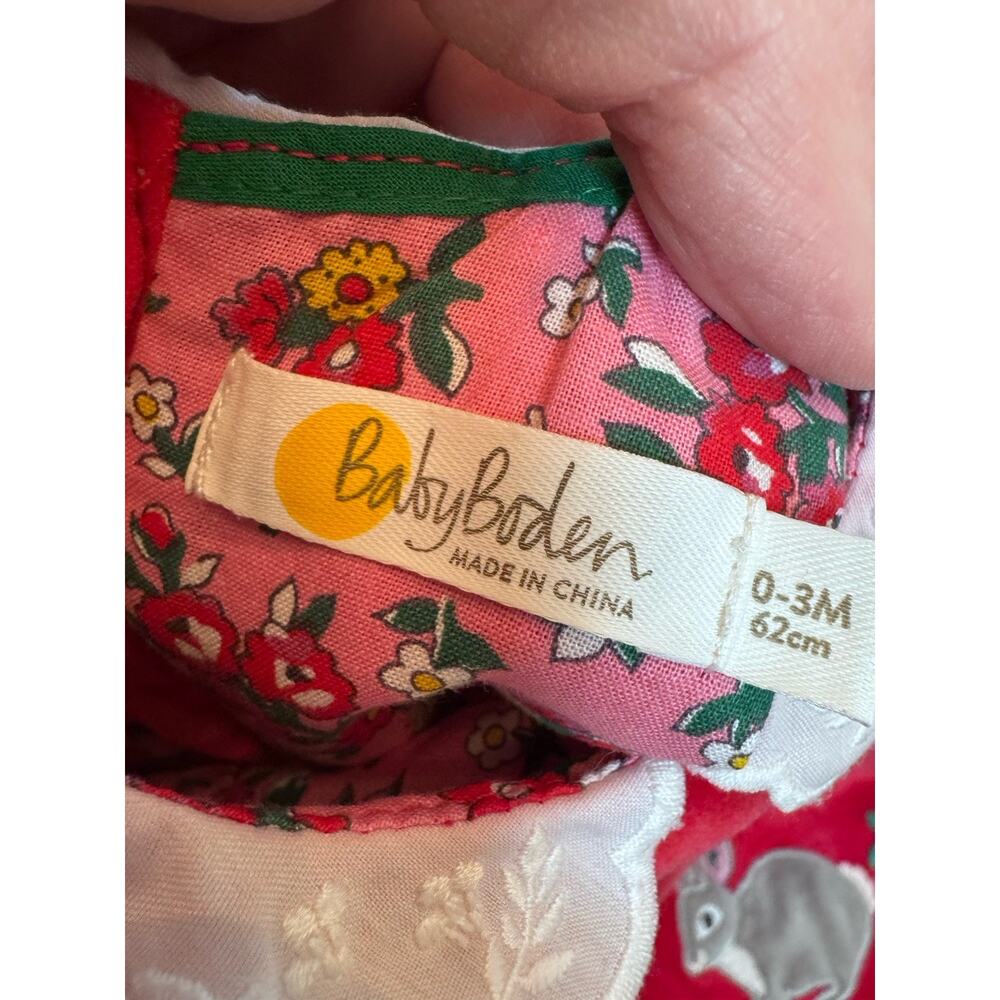 BabyBoden
MADE IN CHINA
0-3M
62cm